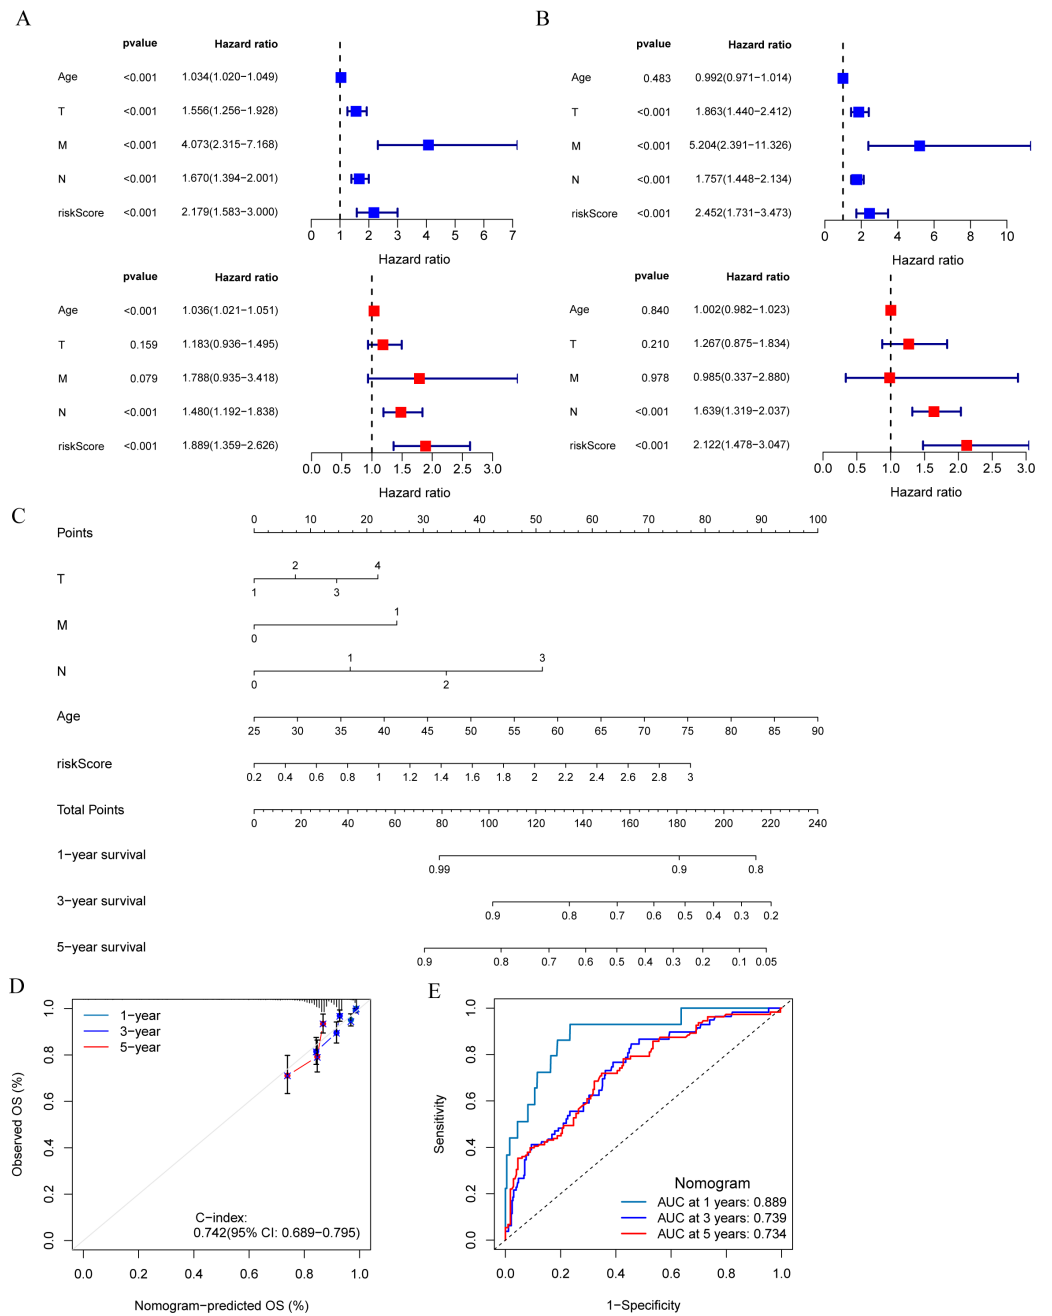 A
pvalue Hazard ratio
Age <0.001 1.034(1.020−1.049)
T <0.001 1.556(1.256−1.928)
M <0.001 4.073(2.315−7.168)
N <0.001 1.670(1.394−2.001)
riskScore <0.001 2.179(1.583−3.000)
0 1 2 3 4 5 6 7
Hazard ratio
pvalue Hazard ratio
Age <0.001 1.036(1.021−1.051)
T 0.159 1.183(0.936−1.495)
M 0.079 1.788(0.935−3.418)
N <0.001 1.480(1.192−1.838)
riskScore <0.001 1.889(1.359−2.626)
0.0 0.5 1.0 1.5 2.0 2.5 3.0
Hazard ratio
B
pvalue Hazard ratio
Age 0.483 0.992(0.971−1.014)
T <0.001 1.863(1.440−2.412)
M <0.001 5.204(2.391−11.326)
N <0.001 1.757(1.448−2.134)
riskScore <0.001 2.452(1.731−3.473)
0 2 4 6 8 10
Hazard ratio
pvalue Hazard ratio
Age 0.840 1.002(0.982−1.023)
T 0.210 1.267(0.875−1.834)
M 0.978 0.985(0.337−2.880)
N <0.001 1.639(1.319−2.037)
riskScore <0.001 2.122(1.478−3.047)
0.0 0.5 1.0 1.5 2.0 2.5 3.0
Hazard ratio
C
Points 0 10 20 30 40 50 60 70 80 90 100
2 4
T
1 3
1
M
0
1 3
N
0 2
Age
25 30 35 40 45 50 55 60 65 70 75 80 85 90
riskScore
0.2 0.4 0.6 0.8 1 1.2 1.4 1.6 1.8 2 2.2 2.4 2.6 2.8 3
Total Points
0 20 40 60 80 100 120 140 160 180 200 220 240
1−year survival
0.99 0.9 0.8
3−year survival
0.9 0.8 0.7 0.6 0.5 0.4 0.3 0.2
5−year survival
0.9 0.8 0.7 0.6 0.5 0.4 0.3 0.2 0.1 0.05
D
1−year
3−year
5−year
C−index:
0.742(95% CI: 0.689−0.795)
Observed OS (%)
0.0 0.2 0.4 0.6 0.8 1.0
0.0 0.2 0.4 0.6 0.8 1.0
Nomogram−predicted OS (%)
E
Sensitivity
0.0 0.2 0.4 0.6 0.8 1.0
Nomogram
AUC at 1 years: 0.889
AUC at 3 years: 0.739
AUC at 5 years: 0.734
0.0 0.2 0.4 0.6 0.8 1.0
1−Specificity